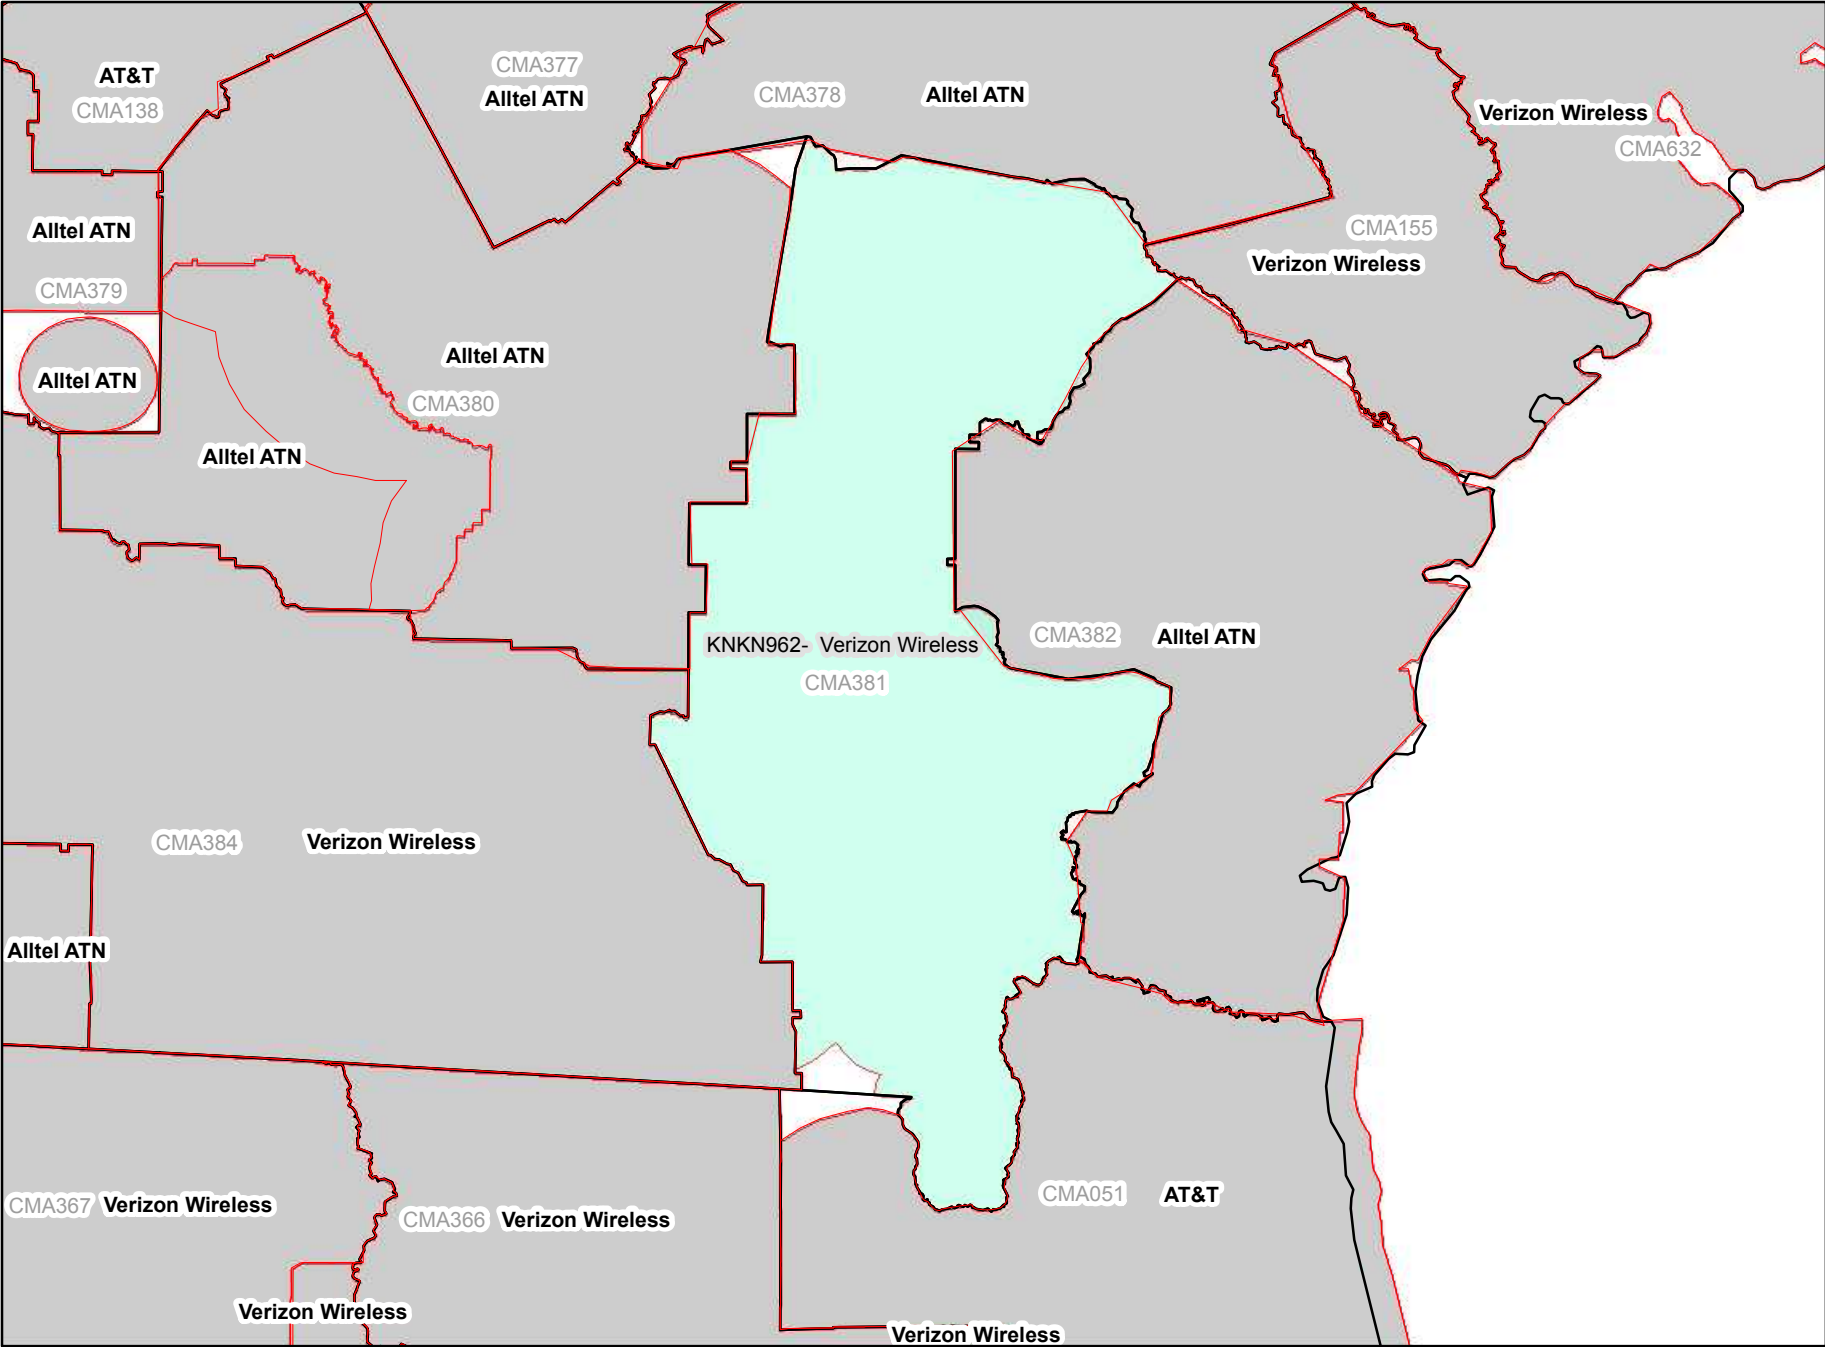 CMA377
Alltel ATN
AT&T
CMA138
CMA378
Alltel ATN
Verizon Wireless
CMA632
Alltel ATN
CMA379
CMA155
Verizon Wireless
Alltel ATN
Alltel ATN
CMA380
Alltel ATN
KNKN962- Verizon Wireless
CMA381
CMA382
Alltel ATN
CMA384
Verizon Wireless
Alltel ATN
CMA367
Verizon Wireless
CMA366
Verizon Wireless
CMA051
AT&T
Verizon Wireless
Verizon Wireless